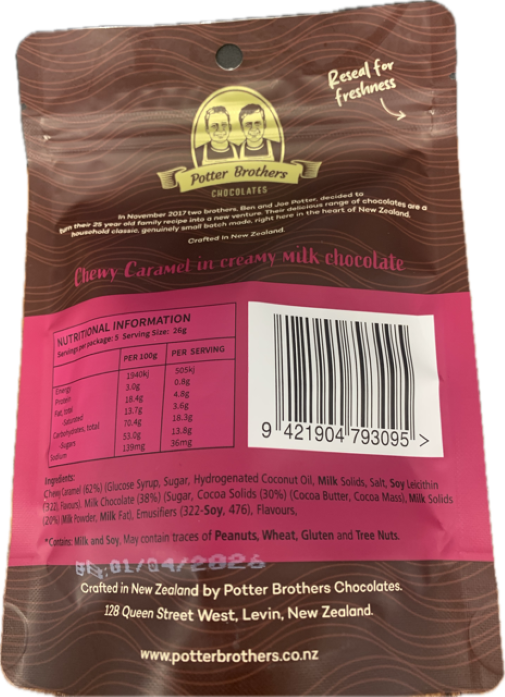 Reseal for
freshness
Potter Brothers
CHOCOLATES
In November 2017 two brothers, Ben and Joe Potter, decided to
turn their 25 year old family recipe into a new venture. Their delicious range of chocolates are a
household classic, genuinely small batch made, right here in the heart of New Zealand.
Crafted in New Zealand.
Chewy Caramel in creamy milk chocolate
NUTRITIONAL INFORMATION
Servings per package: 5 Serving Size: 26g
PER 100g PER SERVING
Energy 1940kj 505kj
Protein 3.0g 0.8g
Fat, total 18.4g 4.8g
-Saturated 13.7g 3.6g
Carbohydrates, total 70.4g 18.3g
-Sugars 53.0g 13.8g
Sodium 139mg 36mg
9 421904 793095 >
Ingredients:
Chewy Caramel (62%) (Glucose Syrup, Sugar, Hydrogenated Coconut Oil, Milk Solids, Salt, Soy Leicithin
(322), Flavours). Milk Chocolate (38%) (Sugar, Cocoa Solids (30%) (Cocoa Butter, Cocoa Mass), Milk Solids
(20%) Milk Powder, Milk Fat), Emusifiers (322-Soy, 476), Flavours,
*Contains: Milk and Soy, May contain traces of Peanuts, Wheat, Gluten and Tree Nuts.
:01/04/2026
Crafted in New Zealand by Potter Brothers Chocolates.
128 Queen Street West, Levin, New Zealand.
www.potterbrothers.co.nz